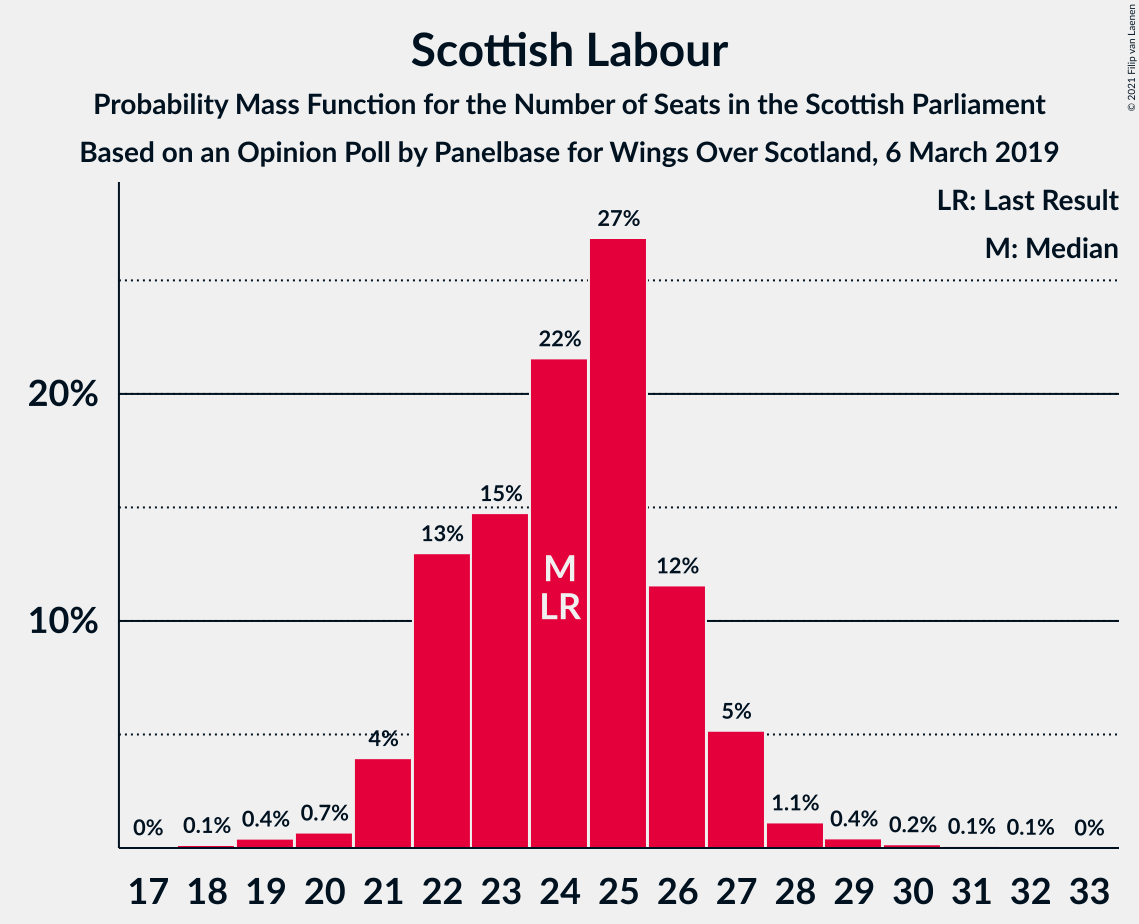 Scottish Labour
Probability Mass Function for the Number of Seats in the Scottish Parliament
Based on an Opinion Poll by Panelbase for Wings Over Scotland, 6 March 2019
© 2021 Filip van Laenen
LR: Last Result
M: Median
27%
22%
20%
15%
13%
12%
M
LR
10%
5%
4%
0% 0.1% 0.4% 0.7% 1.1% 0.4% 0.2% 0.1% 0.1% 0%
17 18 19 20 21 22 23 24 25 26 27 28 29 30 31 32 33